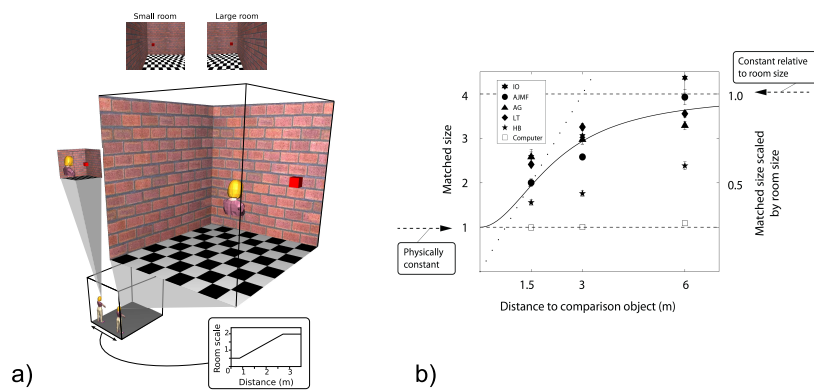 Small room
Large room
Room scale
2
1
0
1
2
3
Distance (m)
a)
Constant relative
to room size
IO
AJMF
AG
LT
HB
Computer
4
3
2
1
Matched size
1.0
0.5
Matched size scaled
by room size
Physically
constant
1.5
3
6
Distance to comparison object (m)
b)